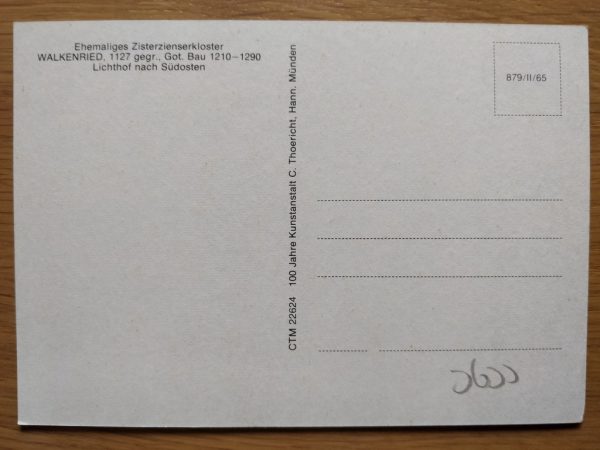 Ehemaliges Zisterzienserkloster
WALKENRIED, 1127 gegr., Got. Bau 1210–1290
Lichthof nach Südosten
CTM 22624 100 Jahre Kunstanstalt C. Thoericht, Hann. Münden
879/II/65